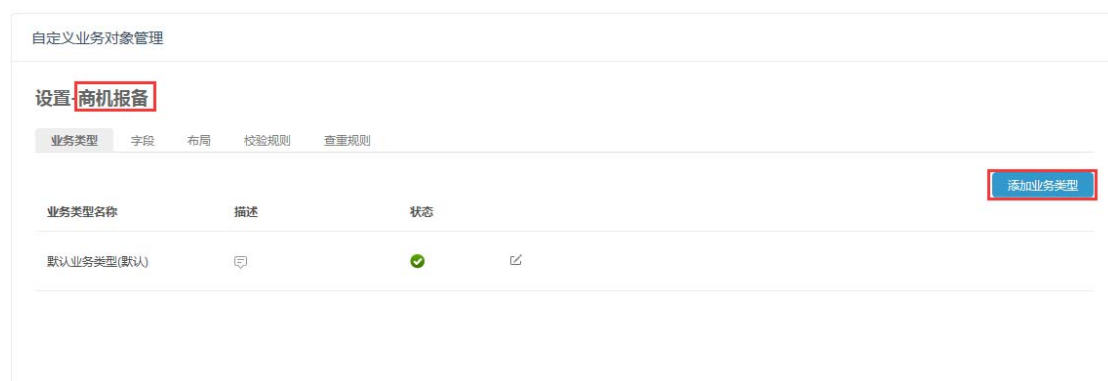 自定义业务对象管理
设置-商机报备
业务类型 字段 布局 校验规则 查重规则
添加业务类型
业务类型名称 描述 状态
默认业务类型(默认)